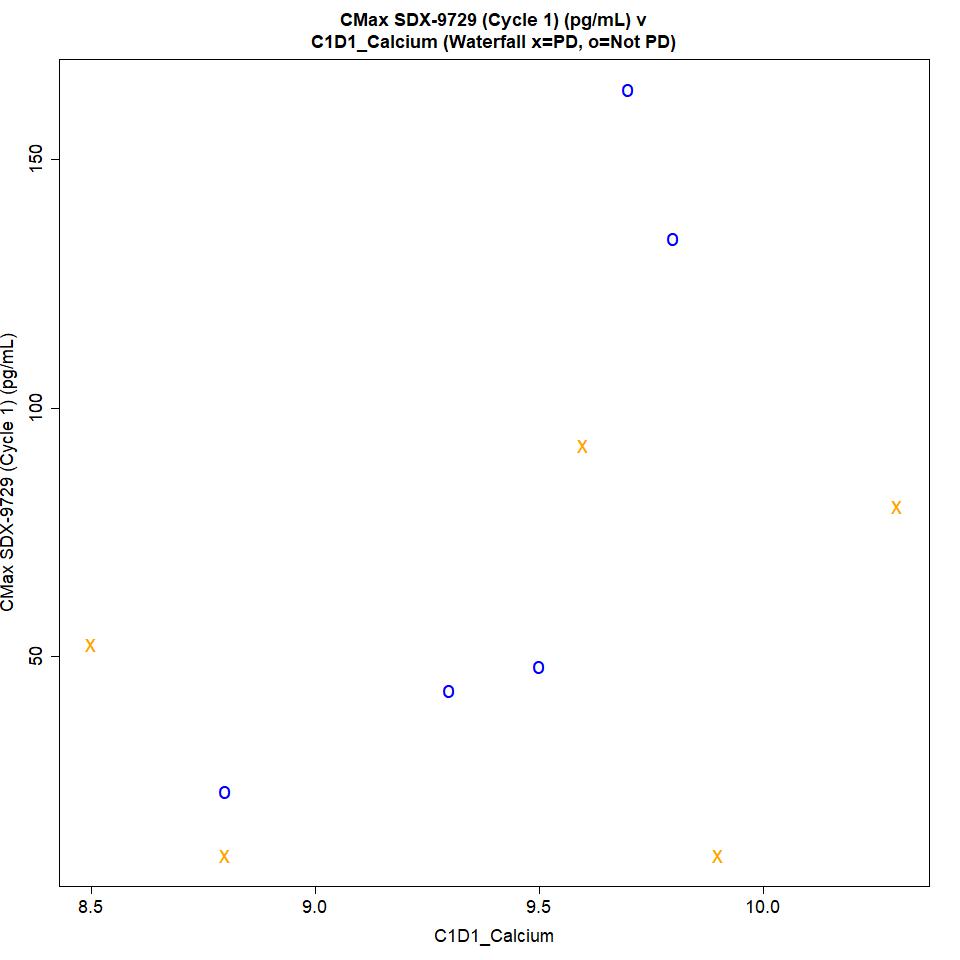 CMax SDX-9729 (Cycle 1) (pg/mL) v
C1D1_Calcium (Waterfall x=PD, o=Not PD)
CMax SDX-9729 (Cycle 1) (pg/mL)
150
100
50
o
o
x
x
x
o
o
o
x
x
8.5
9.0
9.5
10.0
C1D1_Calcium